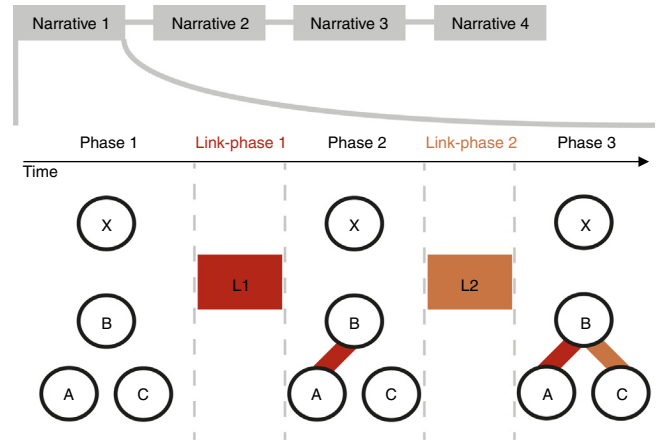 Narrative 1 Narrative 2 Narrative 3 Narrative 4
Phase 1 Link-phase 1 Phase 2 Link-phase 2 Phase 3
Time
X X X
L1 L2
B B B
A C A C A C